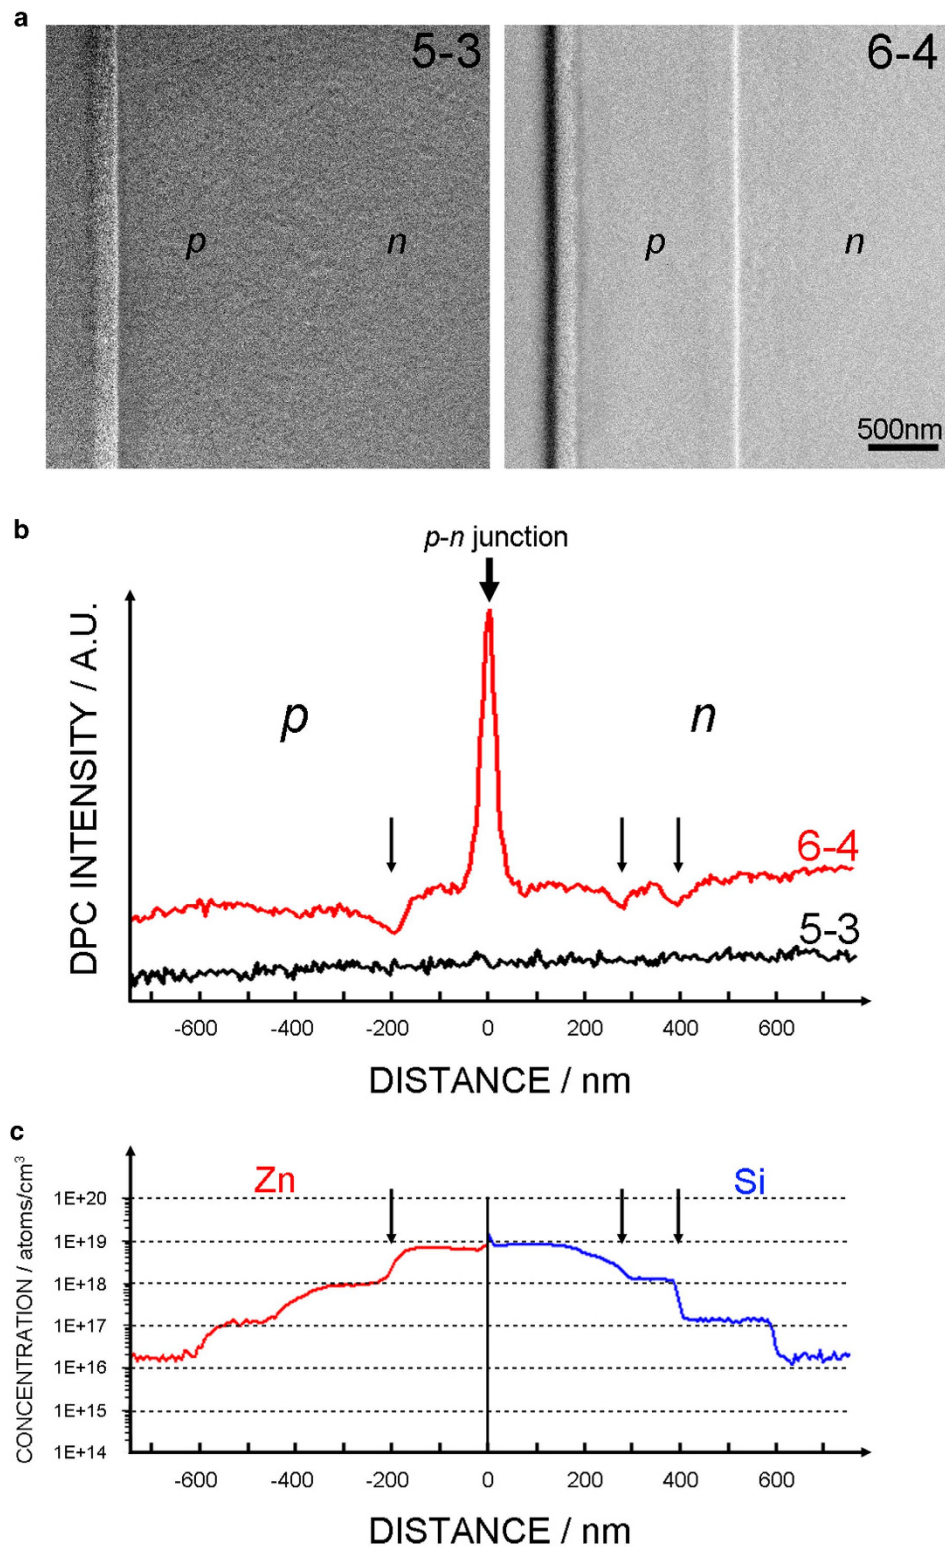 a
5-3
6-4
p
n
p
n
500nm
b
p-n junction
DPC INTENSITY / A.U.
p
n
6-4
5-3
-600 -400 -200 0 200 400 600
DISTANCE / nm
c
CONCENTRATION / atoms/cm³
Zn
Si
1E+20
1E+19
1E+18
1E+17
1E+16
1E+15
1E+14
-600 -400 -200 0 200 400 600
DISTANCE / nm